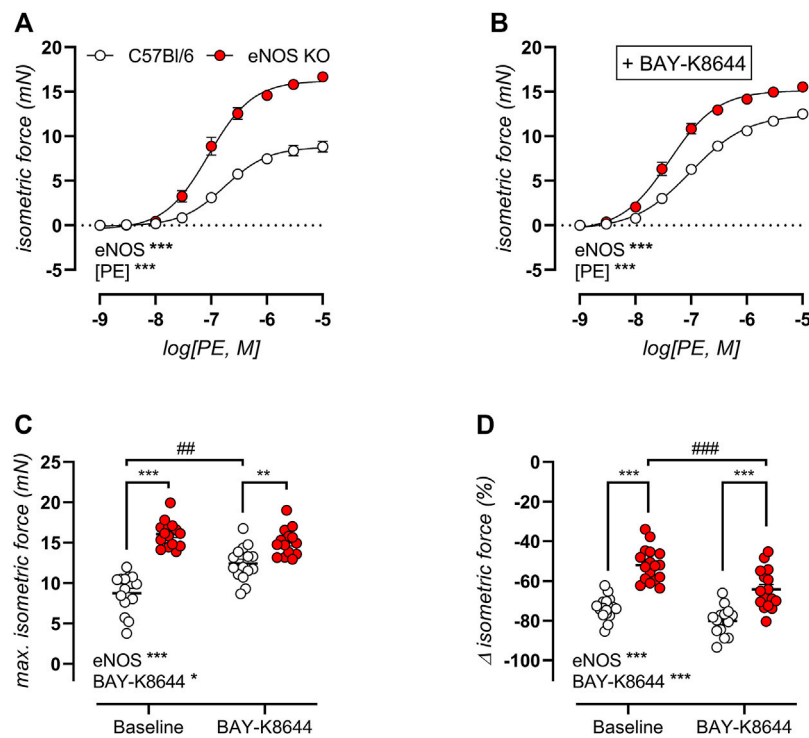 A
20
15
10
5
0
-5
isometric force (mN)
C57Bl/6
eNOS KO
eNOS ***
[PE] ***
-9 -8 -7 -6 -5
log[PE, M]
B
20
15
10
5
0
-5
isometric force (mN)
+ BAY-K8644
eNOS ***
[PE] ***
-9 -8 -7 -6 -5
log[PE, M]
C
25
20
15
10
5
0
max. isometric force (mN)
##
*** **
eNOS ***
BAY-K8644 *
Baseline BAY-K8644
D
0
-20
-40
-60
-80
-100
Δ isometric force (%)
###
*** ***
eNOS ***
BAY-K8644 ***
Baseline BAY-K8644